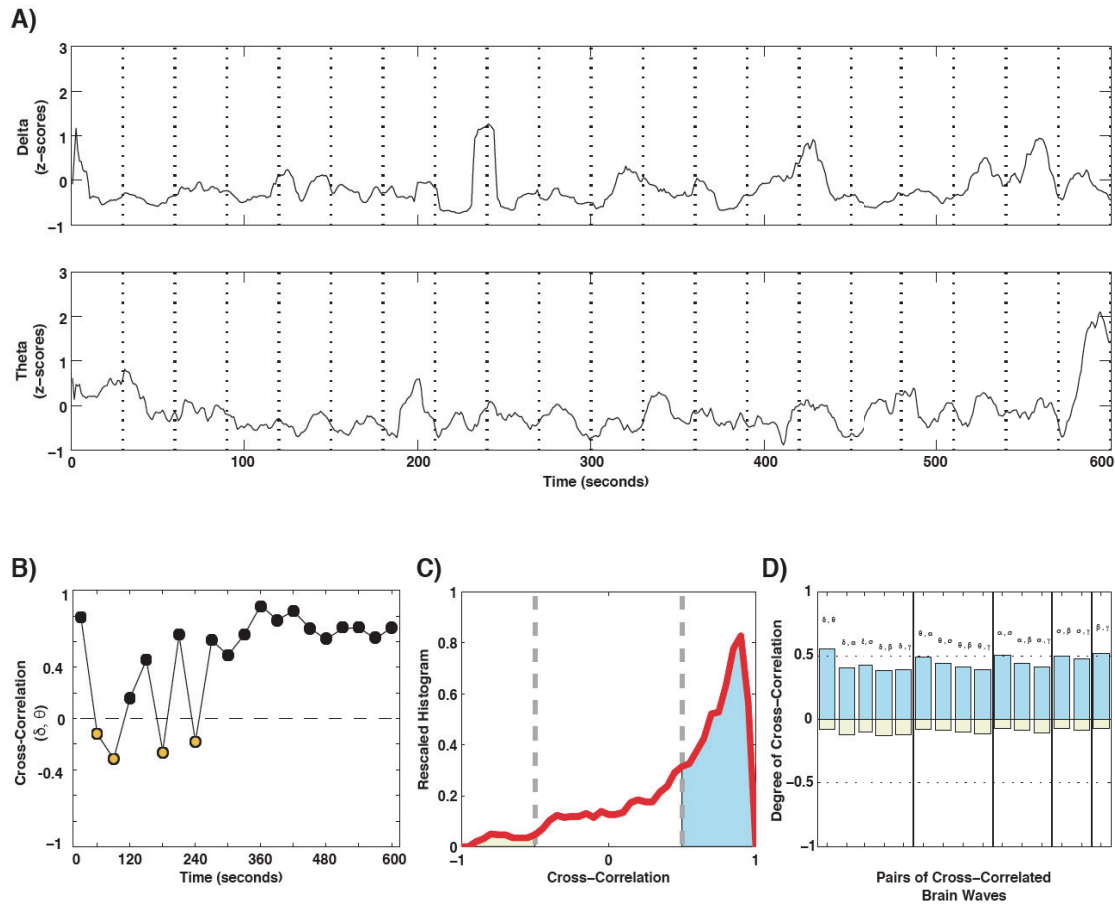 A)
3
2
1
0
−1
Delta
(z−scores)
3
2
1
0
−1
Theta
(z−scores)
0 100 200 300 400 500 600
Time (seconds)
B)
1
0.4
0
-0.4
-1
Cross−Correlation
(δ, θ)
0 120 240 360 480 600
Time (seconds)
C)
1
0.8
0.6
0.4
0.2
0
Rescaled Histogram
−1 0 1
Cross−Correlation
D)
1
0.5
0
−0.5
−1
Degree of Cross−Correlation
δ,θ
δ,α
δ,σ
δ,β
δ,γ
θ,α
θ,σ
θ,β
θ,γ
α,σ
α,β
α,γ
σ,β
σ,γ
β,γ
Pairs of Cross−Correlated
Brain Waves